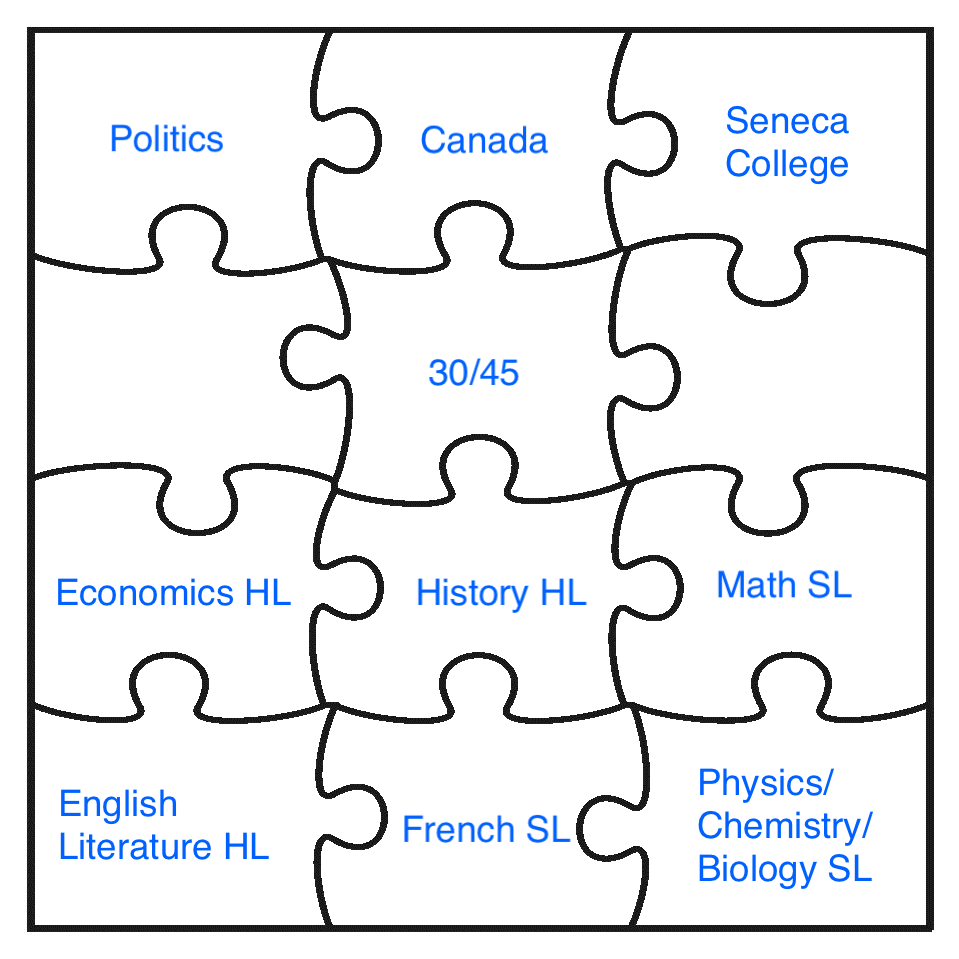 Politics
Canada
Seneca
College
30/45
Economics HL
History HL
Math SL
English
Literature HL
French SL
Physics/
Chemistry/
Biology SL